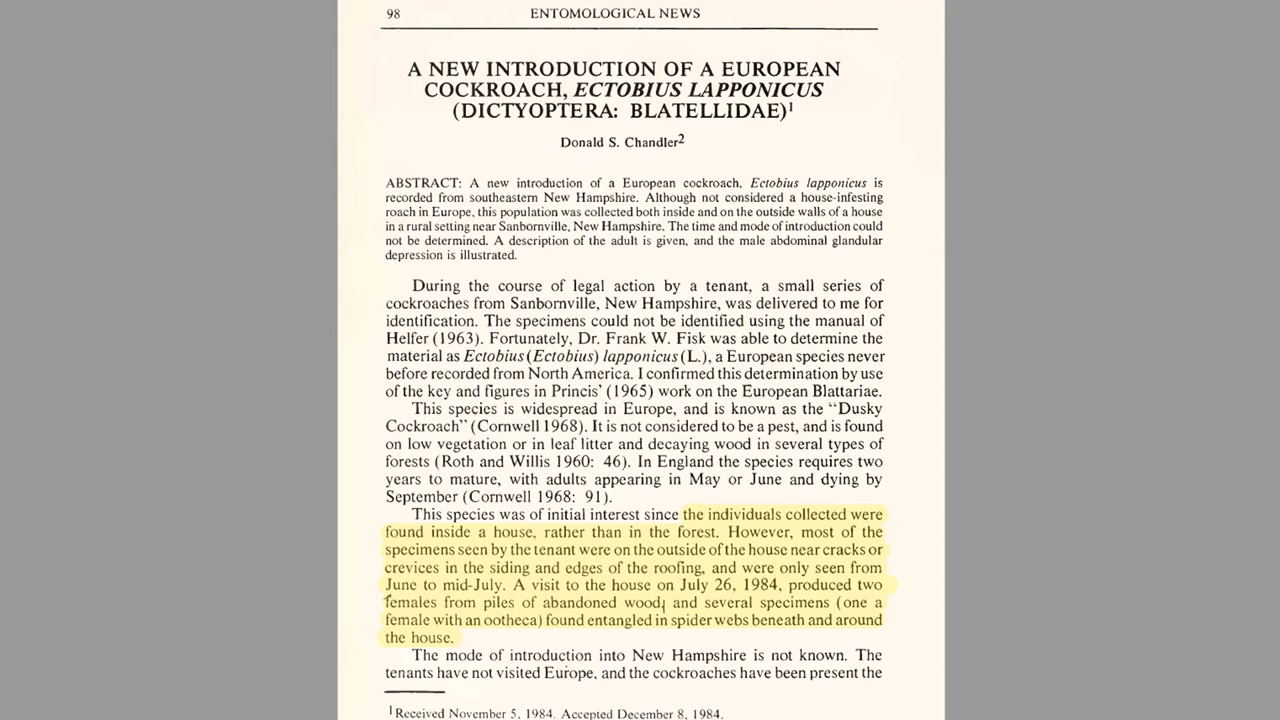 98 ENTOMOLOGICAL NEWS
A NEW INTRODUCTION OF A EUROPEAN
COCKROACH, ECTOBIUS LAPPONICUS
(DICTYOPTERA: BLATELLIDAE)¹
Donald S. Chandler²
ABSTRACT: A new introduction of a European cockroach, Ectobius lapponicus is
recorded from southeastern New Hampshire. Although not considered a house-infesting
roach in Europe, this population was collected both inside and on the outside walls of a house
in a rural setting near Sanbornville, New Hampshire. The time and mode of introduction could
not be determined. A description of the adult is given, and the male abdominal glandular
depression is illustrated.
During the course of legal action by a tenant, a small series of
cockroaches from Sanbornville, New Hampshire, was delivered to me for
identification. The specimens could not be identified using the manual of
Helfer (1963). Fortunately, Dr. Frank W. Fisk was able to determine the
material as Ectobius (Ectobius) lapponicus (L.), a European species never
before recorded from North America. I confirmed this determination by use
of the key and figures in Princis' (1965) work on the European Blattariae.
This species is widespread in Europe, and is known as the "Dusky
Cockroach" (Cornwell 1968). It is not considered to be a pest, and is found
on low vegetation or in leaf litter and decaying wood in several types of
forests (Roth and Willis 1960: 46). In England the species requires two
years to mature, with adults appearing in May or June and dying by
September (Cornwell 1968: 91).
This species was of initial interest since the individuals collected were
found inside a house, rather than in the forest. However, most of the
specimens seen by the tenant were on the outside of the house near cracks or
crevices in the siding and edges of the roofing, and were only seen from
June to mid-July. A visit to the house on July 26, 1984, produced two
females from piles of abandoned wood, and several specimens (one a
female with an ootheca) found entangled in spider webs beneath and around
the house.
The mode of introduction into New Hampshire is not known. The
tenants have not visited Europe, and the cockroaches have been present the
¹Received November 5, 1984. Accepted December 8, 1984.